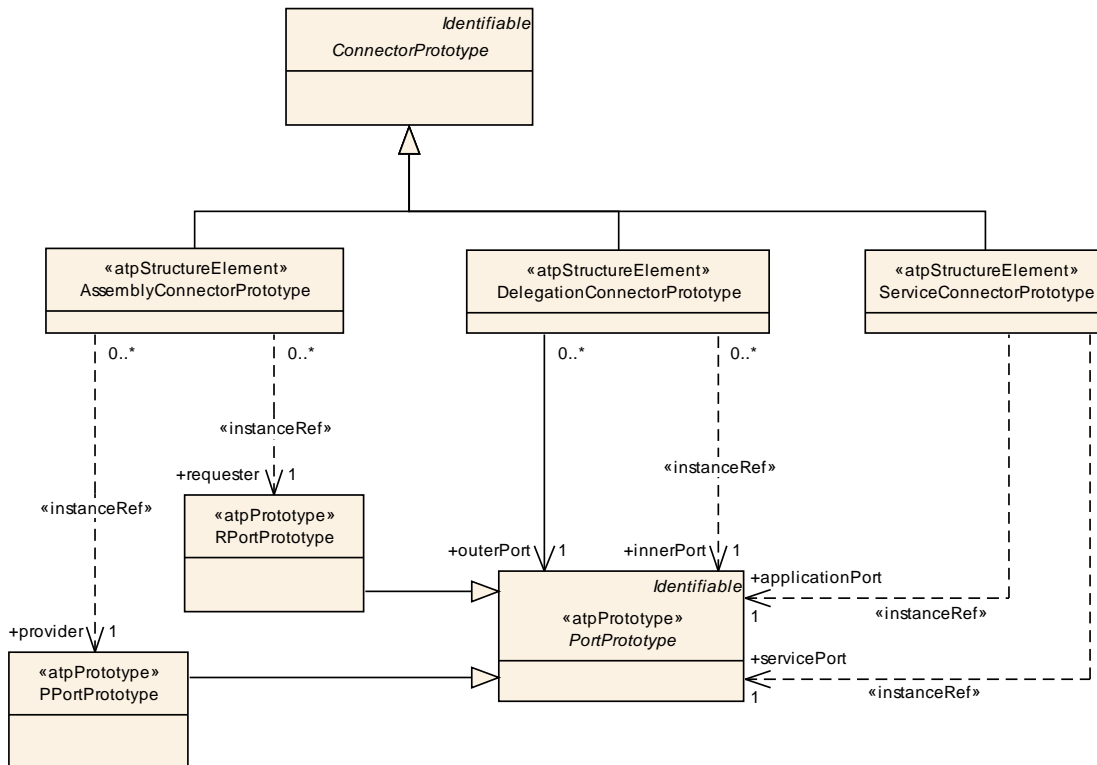 Identifiable
ConnectorPrototype
«atpStructureElement»
AssemblyConnectorPrototype
«atpStructureElement»
DelegationConnectorPrototype
«atpStructureElement»
ServiceConnectorPrototype
0..*
0..*
0..*
0..*
«instanceRef»
«instanceRef»
«instanceRef»
+requester
1
«atpPrototype»
RPortPrototype
+outerPort
1
+innerPort
1
Identifiable
«atpPrototype»
PortPrototype
+applicationPort
«instanceRef»
1
+servicePort
«instanceRef»
1
+provider
1
«atpPrototype»
PPortPrototype